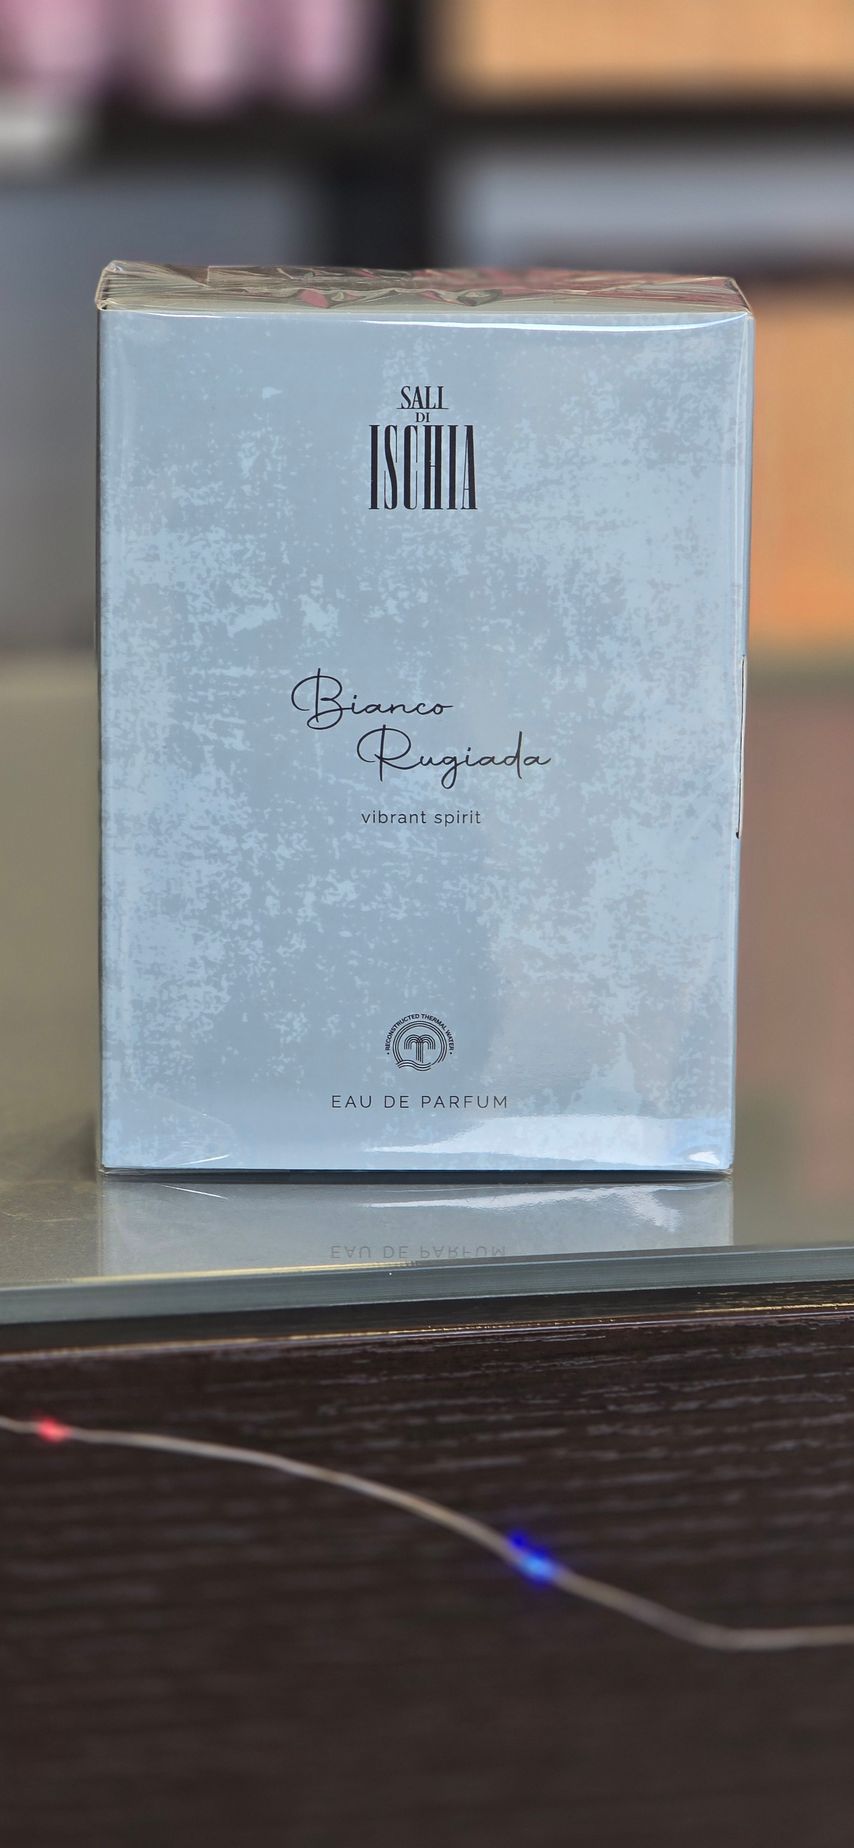 SALI
DI
ISCHIA
Bianco
Rugiada
vibrant spirit
RECONSTRUCTED THERMAL WATER
EAU DE PARFUM
EAU DE PARFUM